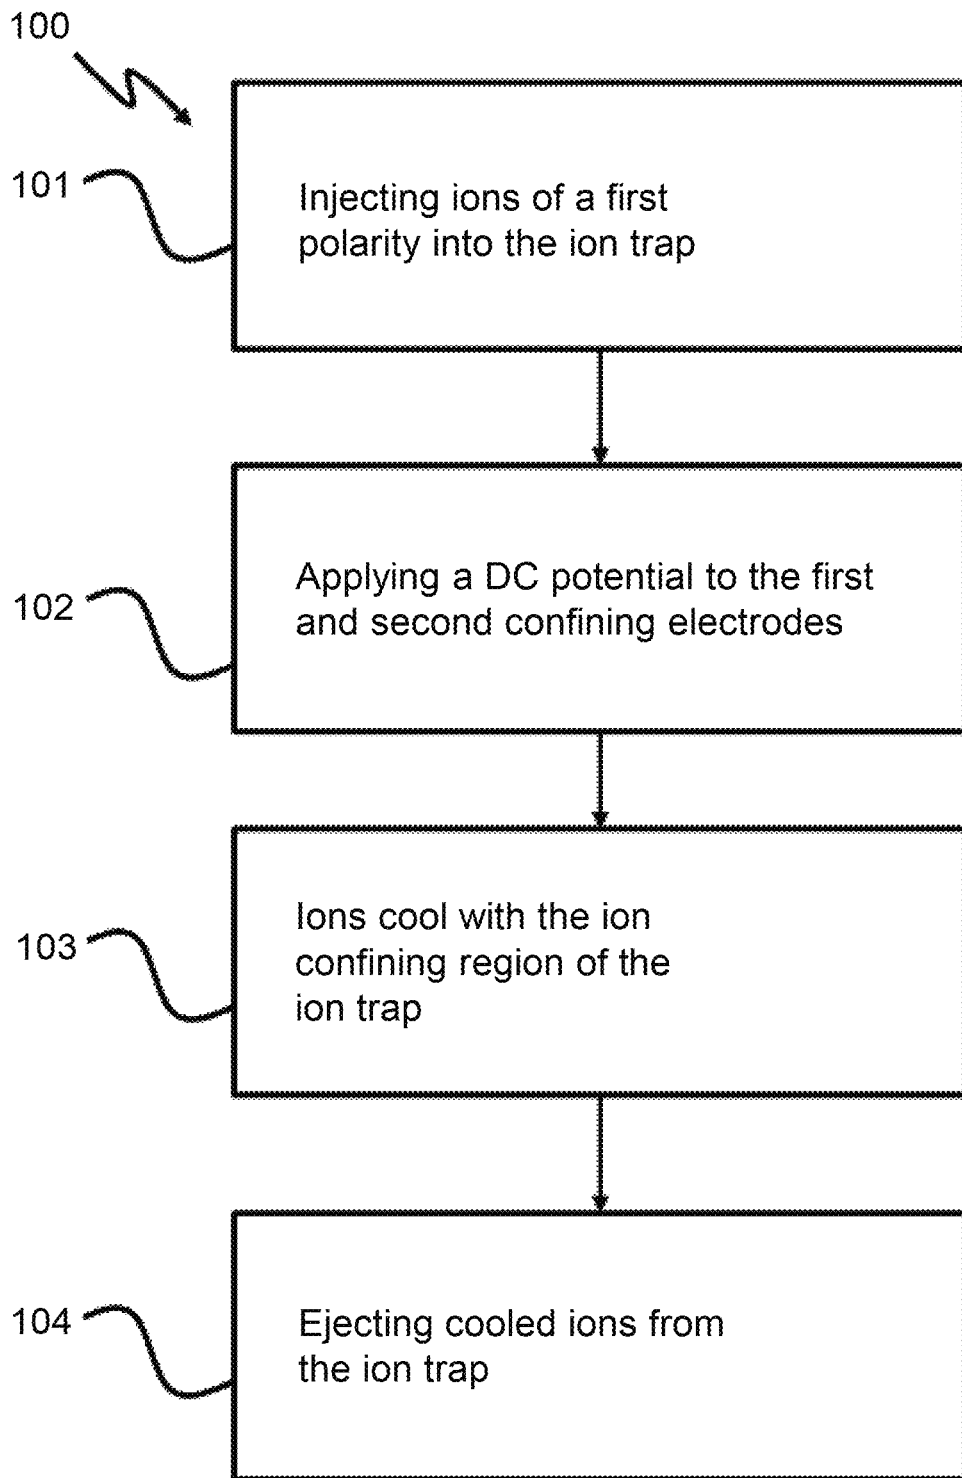 100
101
Injecting ions of a first
polarity into the ion trap
102
Applying a DC potential to the first
and second confining electrodes
103
Ions cool with the ion
confining region of the
ion trap
104
Ejecting cooled ions from
the ion trap